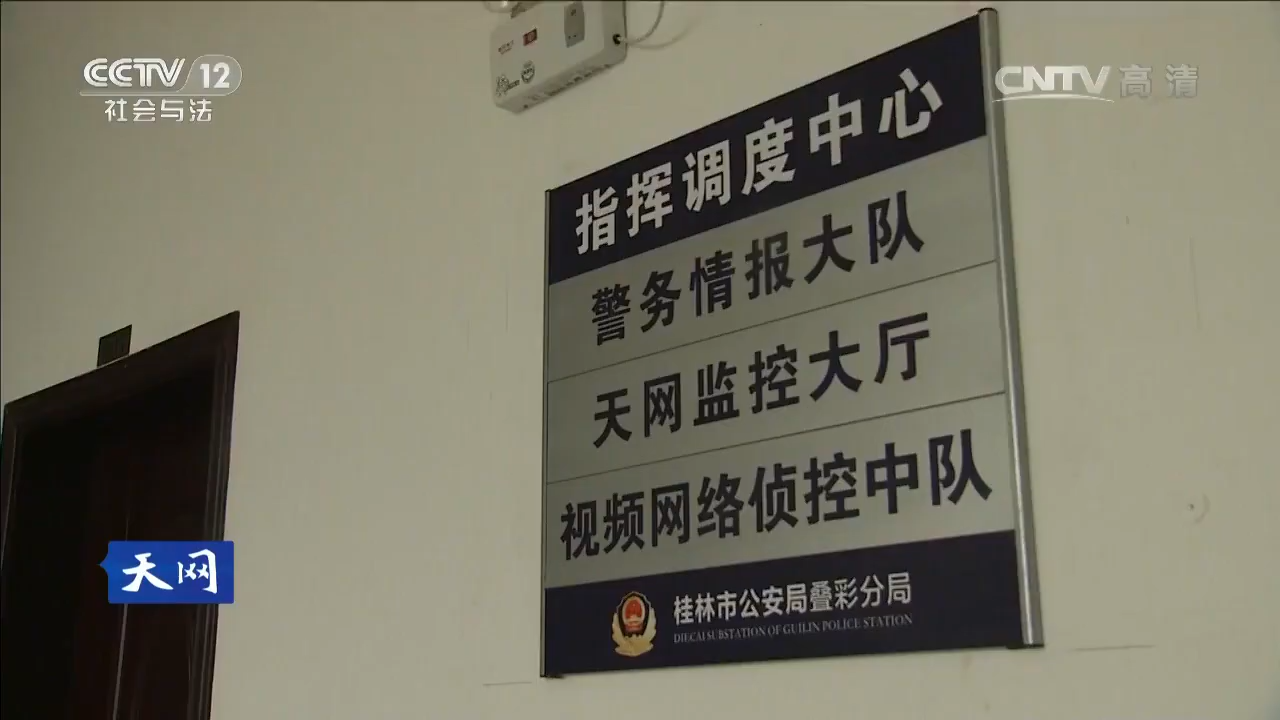 CCTV 12
社会与法
CNTV 高清
指挥调度中心
警务情报大队
天网监控大厅
视频网络侦控中队
桂林市公安局叠彩分局
DIECAI SUBSTATION OF GUILIN POLICE STATION
天网